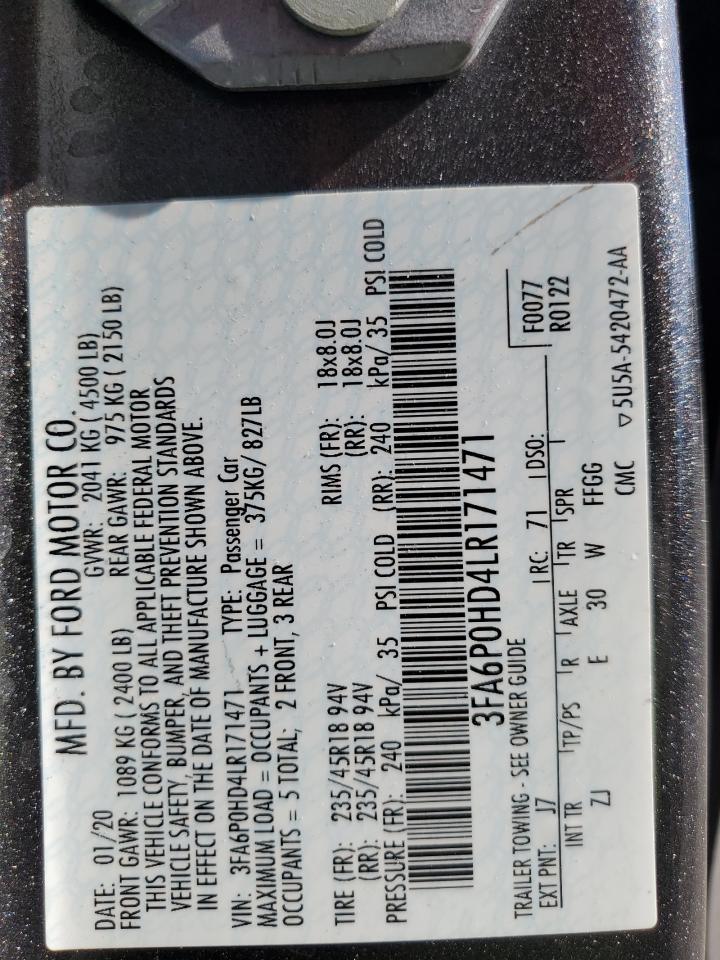 MFD. BY FORD MOTOR CO.
DATE: 01/20 GVWR: 2041 KG ( 4500 LB)
FRONT GAWR: 1089 KG ( 2400 LB) REAR GAWR: 975 KG ( 2150 LB)
THIS VEHICLE CONFORMS TO ALL APPLICABLE FEDERAL MOTOR
VEHICLE SAFETY, BUMPER, AND THEFT PREVENTION STANDARDS
IN EFFECT ON THE DATE OF MANUFACTURE SHOWN ABOVE.
VIN: 3FA6P0HD4LR171471 TYPE: Passenger Car
MAXIMUM LOAD = OCCUPANTS + LUGGAGE = 375KG/ 827LB
OCCUPANTS = 5 TOTAL; 2 FRONT, 3 REAR
TIRE (FR): 235/45R18 94V RIMS (FR): 18x8.0J
(RR): 235/45R18 94V (RR): 18x8.0J
PRESSURE (FR): 240 kPa/ 35 PSI COLD (RR): 240 kPa/ 35 PSI COLD
3FA6P0HD4LR171471
TRAILER TOWING - SEE OWNER GUIDE F0077
EXT PNT: J7 RC: 71 DSO: R0122
INT TR TP/PS R AXLE TR SPR
ZJ E 30 W FFGG
CMC ▽ 5U5A-5420472-AA